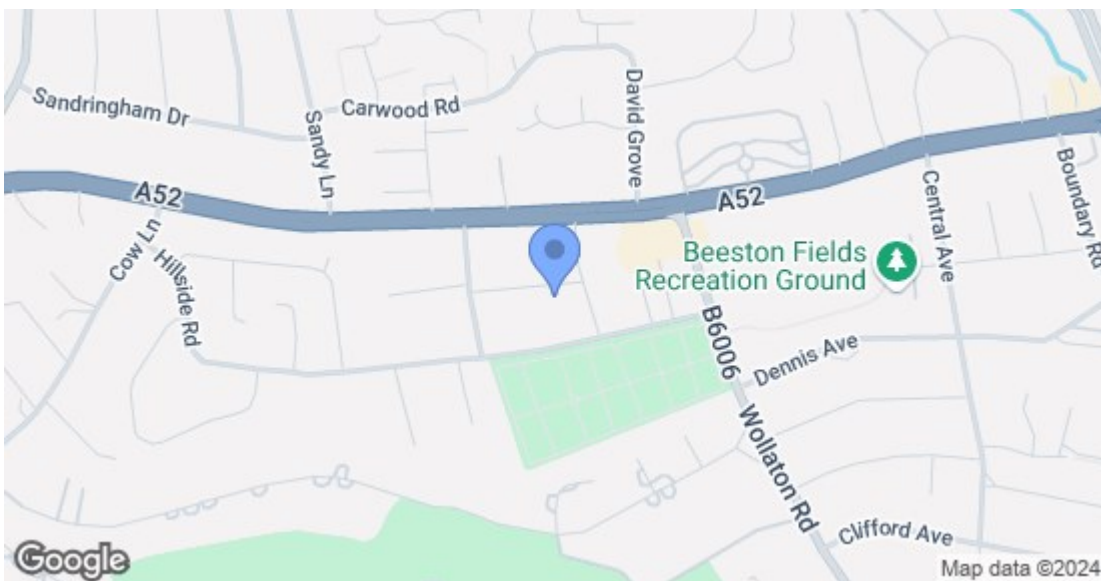 Sandringham Dr
Sandy Ln
Carwood Rd
David Grove
A52
A52
Cow Ln
Hillside Rd
Beeston Fields
Recreation Ground
Central Ave
Boundary Rd
B6006
Dennis Ave
Wollaton Rd
Clifford Ave
Google
Map data ©2024